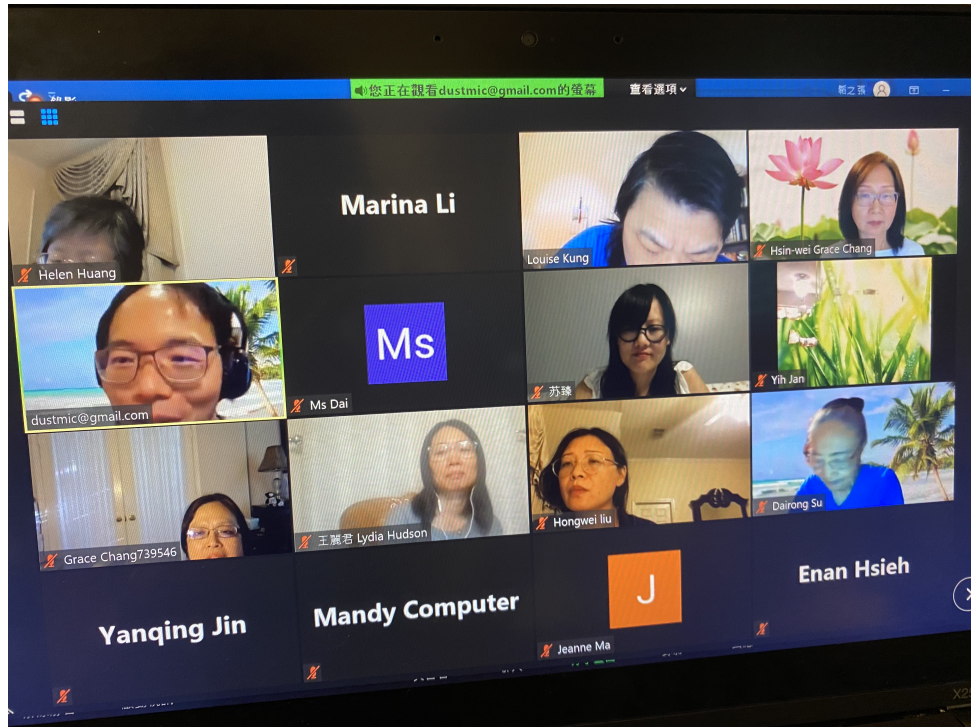 您正在觀看dustmic@gmail.com的螢幕
查看選項
Helen Huang
Marina Li
Louise Kung
Hsin-wei Grace Chang
dustmic@gmail.com
Ms
Ms Dai
苏臻
Yih Jan
Grace Chang739546
王麗君 Lydia Hudson
Hongwei liu
Dairong Su
Yanqing Jin
Mandy Computer
J
Jeanne Ma
Enan Hsieh